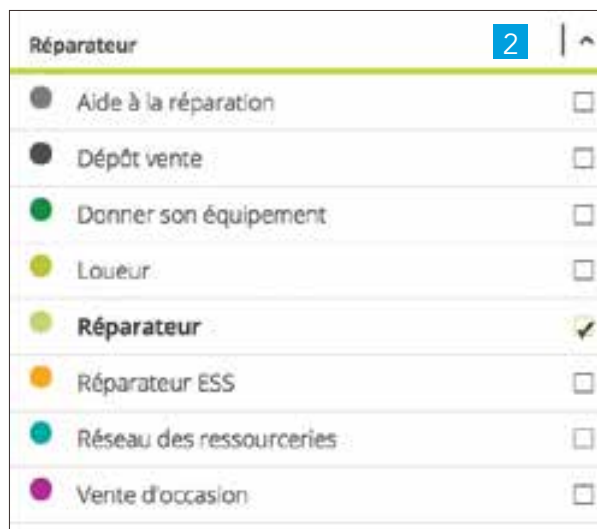 Réparateur 2
Aide à la réparation
Dépôt vente
Donner son équipement
Loueur
Réparateur
Réparateur ESS
Réseau des ressourceries
Vente d'occasion